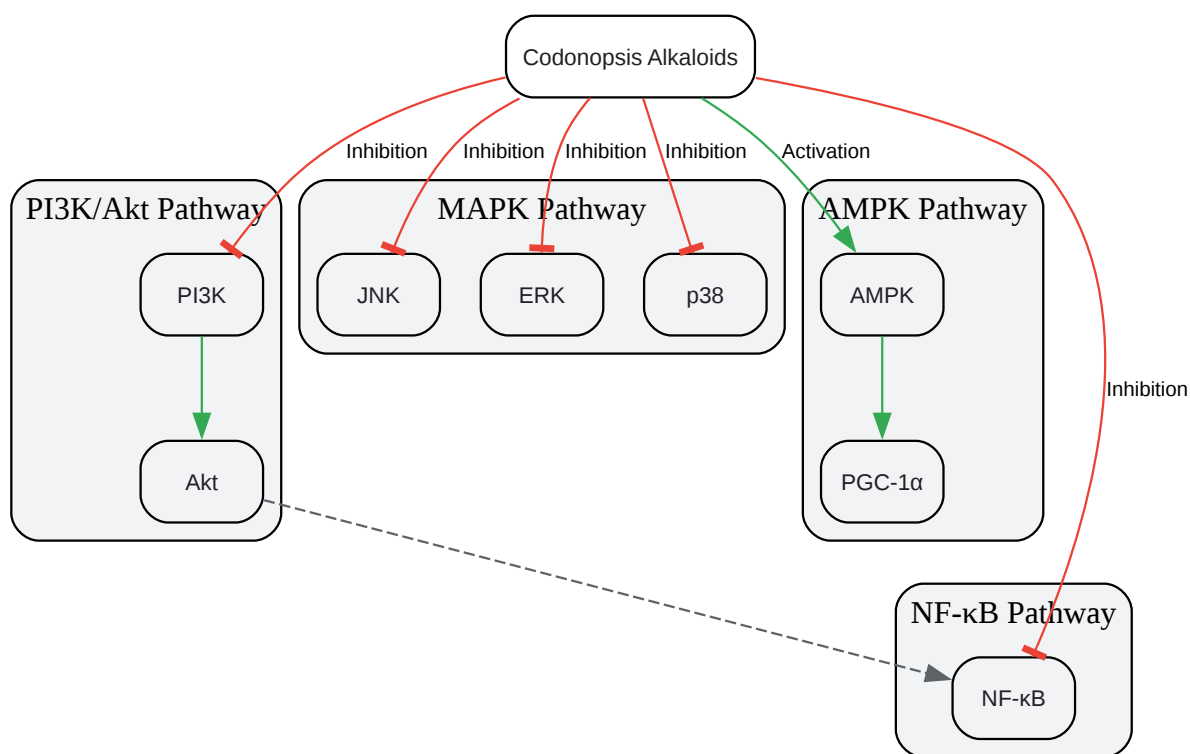 Codonopsis Alkaloids
Inhibition
Inhibition
Inhibition
Inhibition
Activation
PI3K/Akt Pathway
MAPK Pathway
AMPK Pathway
PI3K
JNK
ERK
p38
AMPK
Inhibition
Akt
PGC-1α
NF-κB Pathway
NF-κB